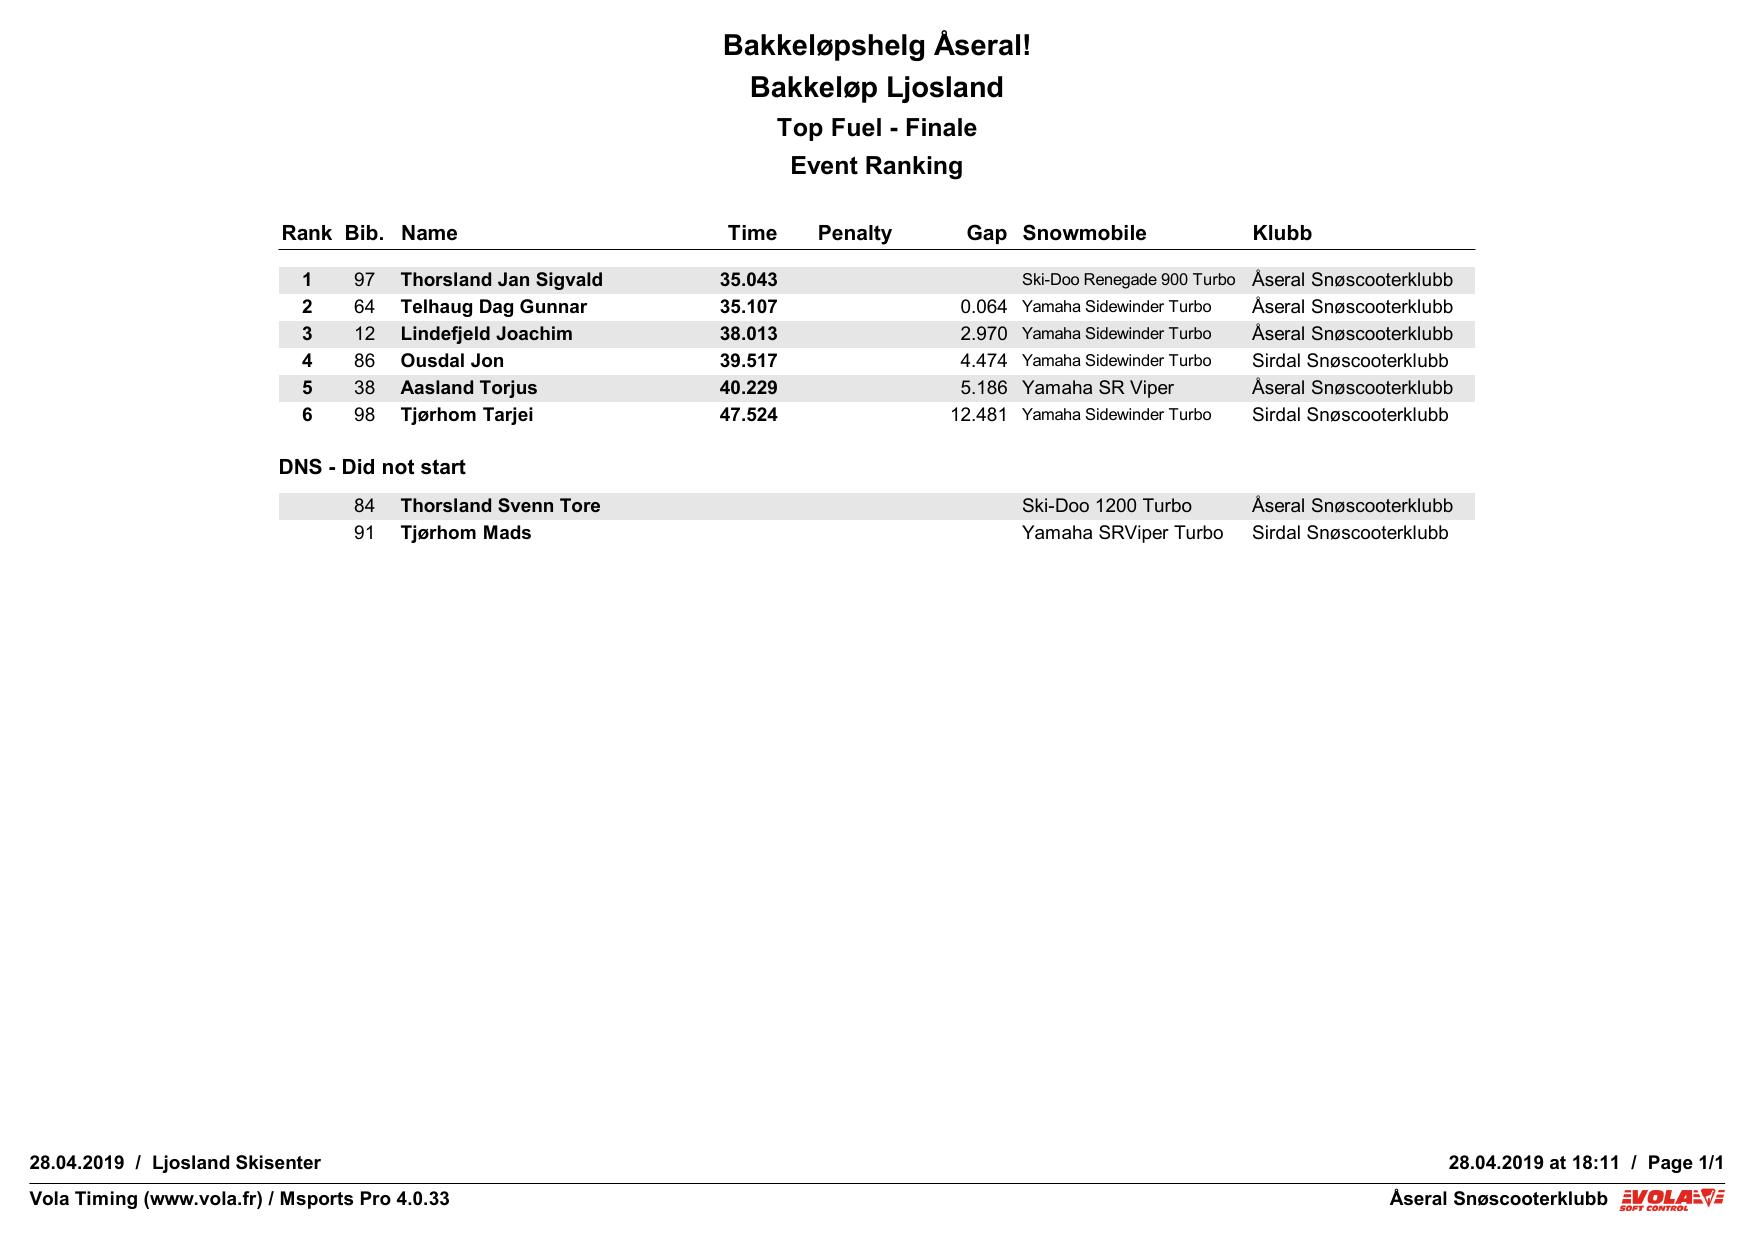 Bakkeløpshelg Åseral!
Bakkeløp Ljosland
Top Fuel - Finale
Event Ranking
Rank Bib. Name Time Penalty Gap Snowmobile Klubb
1 97 Thorsland Jan Sigvald 35.043 Ski-Doo Renegade 900 Turbo Åseral Snøscooterklubb
2 64 Telhaug Dag Gunnar 35.107 0.064 Yamaha Sidewinder Turbo Åseral Snøscooterklubb
3 12 Lindefjeld Joachim 38.013 2.970 Yamaha Sidewinder Turbo Åseral Snøscooterklubb
4 86 Ousdal Jon 39.517 4.474 Yamaha Sidewinder Turbo Sirdal Snøscooterklubb
5 38 Aasland Torjus 40.229 5.186 Yamaha SR Viper Åseral Snøscooterklubb
6 98 Tjørhom Tarjei 47.524 12.481 Yamaha Sidewinder Turbo Sirdal Snøscooterklubb
DNS - Did not start
84 Thorsland Svenn Tore Ski-Doo 1200 Turbo Åseral Snøscooterklubb
91 Tjørhom Mads Yamaha SRViper Turbo Sirdal Snøscooterklubb
28.04.2019 / Ljosland Skisenter 28.04.2019 at 18:11 / Page 1/1
Vola Timing (www.vola.fr) / Msports Pro 4.0.33 Åseral Snøscooterklubb VOLA
SOFT CONTROL